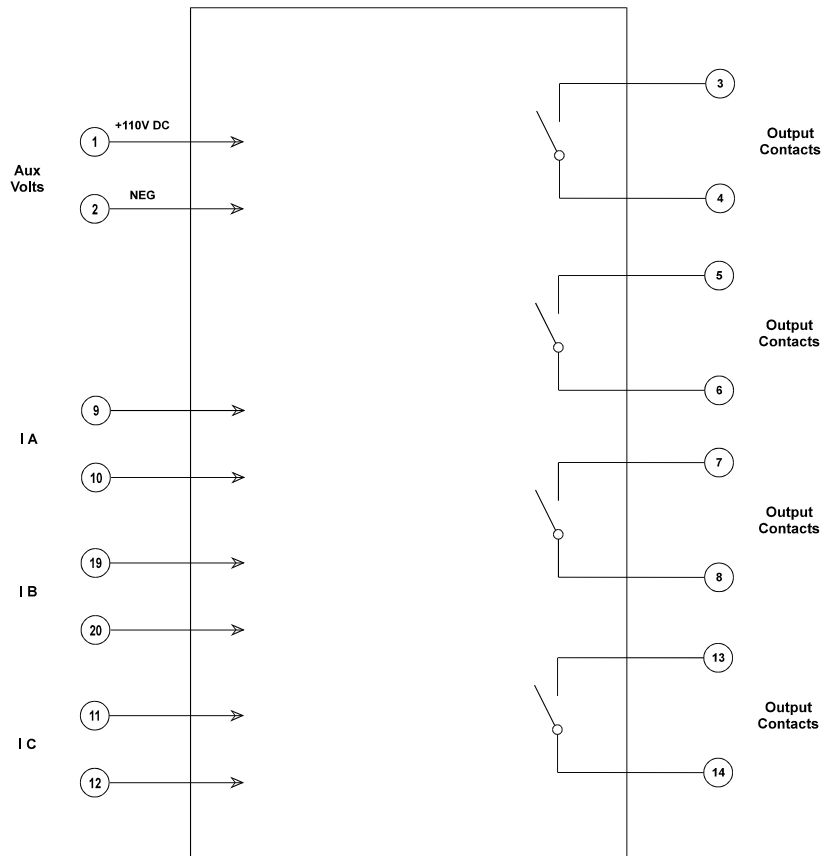 3
+110V DC
1
Output
Contacts
Aux
Volts
NEG
2
4
5
Output
Contacts
6
9
I A
7
10
Output
Contacts
19
8
I B
20
13
11
Output
Contacts
I C
14
12